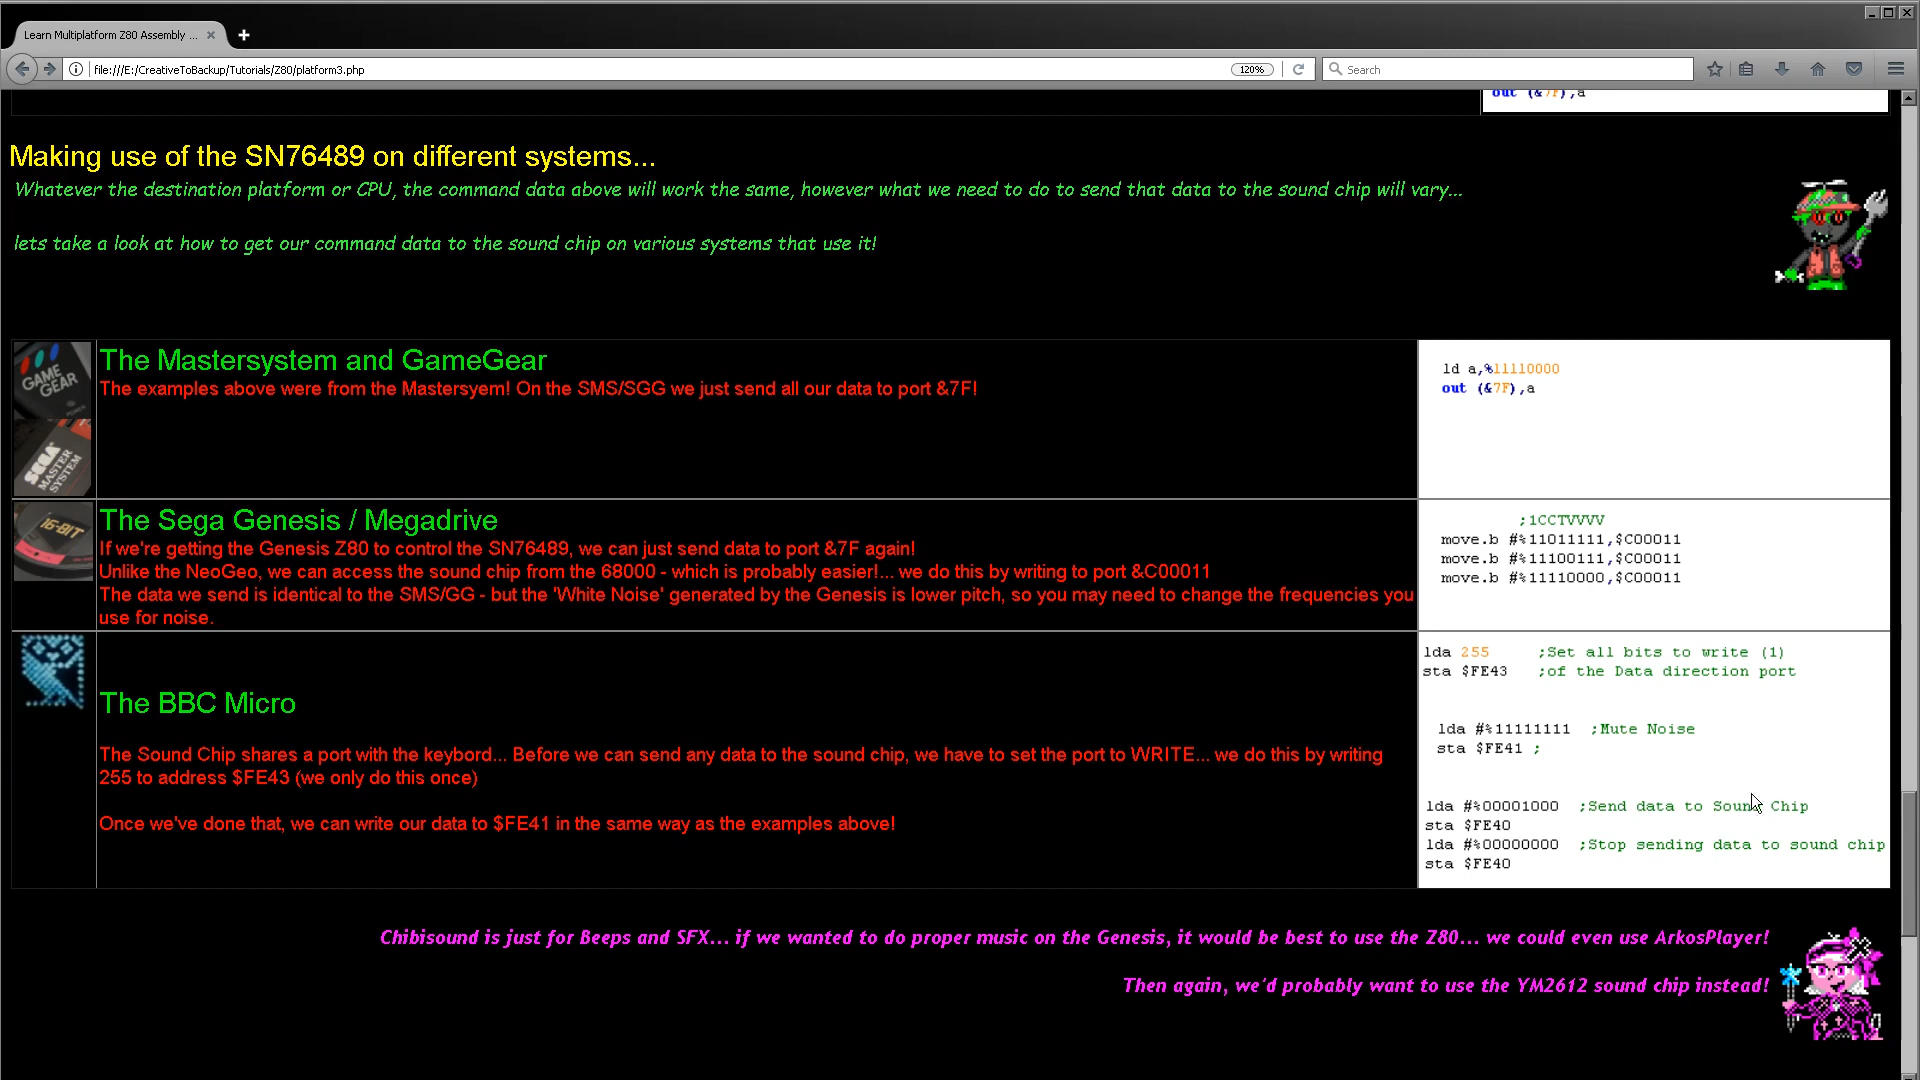 Learn Multiplatform Z80 Assembly ...
file:///E:/CreativeToBackup/Tutorials/Z80/platform3.php
120%
Search
out (&7F),a
Making use of the SN76489 on different systems...
Whatever the destination platform or CPU, the command data above will work the same, however what we need to do to send that data to the sound chip will vary...
lets take a look at how to get our command data to the sound chip on various systems that use it!
GAME GEAR
SEGA
MASTER SYSTEM
The Mastersystem and GameGear
The examples above were from the Mastersyem! On the SMS/SGG we just send all our data to port &7F!
ld a,%11110000
out (&7F),a
16-BIT
The Sega Genesis / Megadrive
If we're getting the Genesis Z80 to control the SN76489, we can just send data to port &7F again!
Unlike the NeoGeo, we can access the sound chip from the 68000 - which is probably easier!... we do this by writing to port &C00011
The data we send is identical to the SMS/GG - but the 'White Noise' generated by the Genesis is lower pitch, so you may need to change the frequencies you
use for noise.
;1CCTVVVV
move.b #%11011111,$C00011
move.b #%11100111,$C00011
move.b #%11110000,$C00011
The BBC Micro
The Sound Chip shares a port with the keybord... Before we can send any data to the sound chip, we have to set the port to WRITE... we do this by writing
255 to address $FE43 (we only do this once)
Once we've done that, we can write our data to $FE41 in the same way as the examples above!
lda 255 ;Set all bits to write (1)
sta $FE43 ;of the Data direction port
lda #%11111111 ;Mute Noise
sta $FE41 ;
lda #%00001000 ;Send data to Sound Chip
sta $FE40
lda #%00000000 ;Stop sending data to sound chip
sta $FE40
Chibisound is just for Beeps and SFX... if we wanted to do proper music on the Genesis, it would be best to use the Z80... we could even use ArkosPlayer!
Then again, we'd probably want to use the YM2612 sound chip instead!